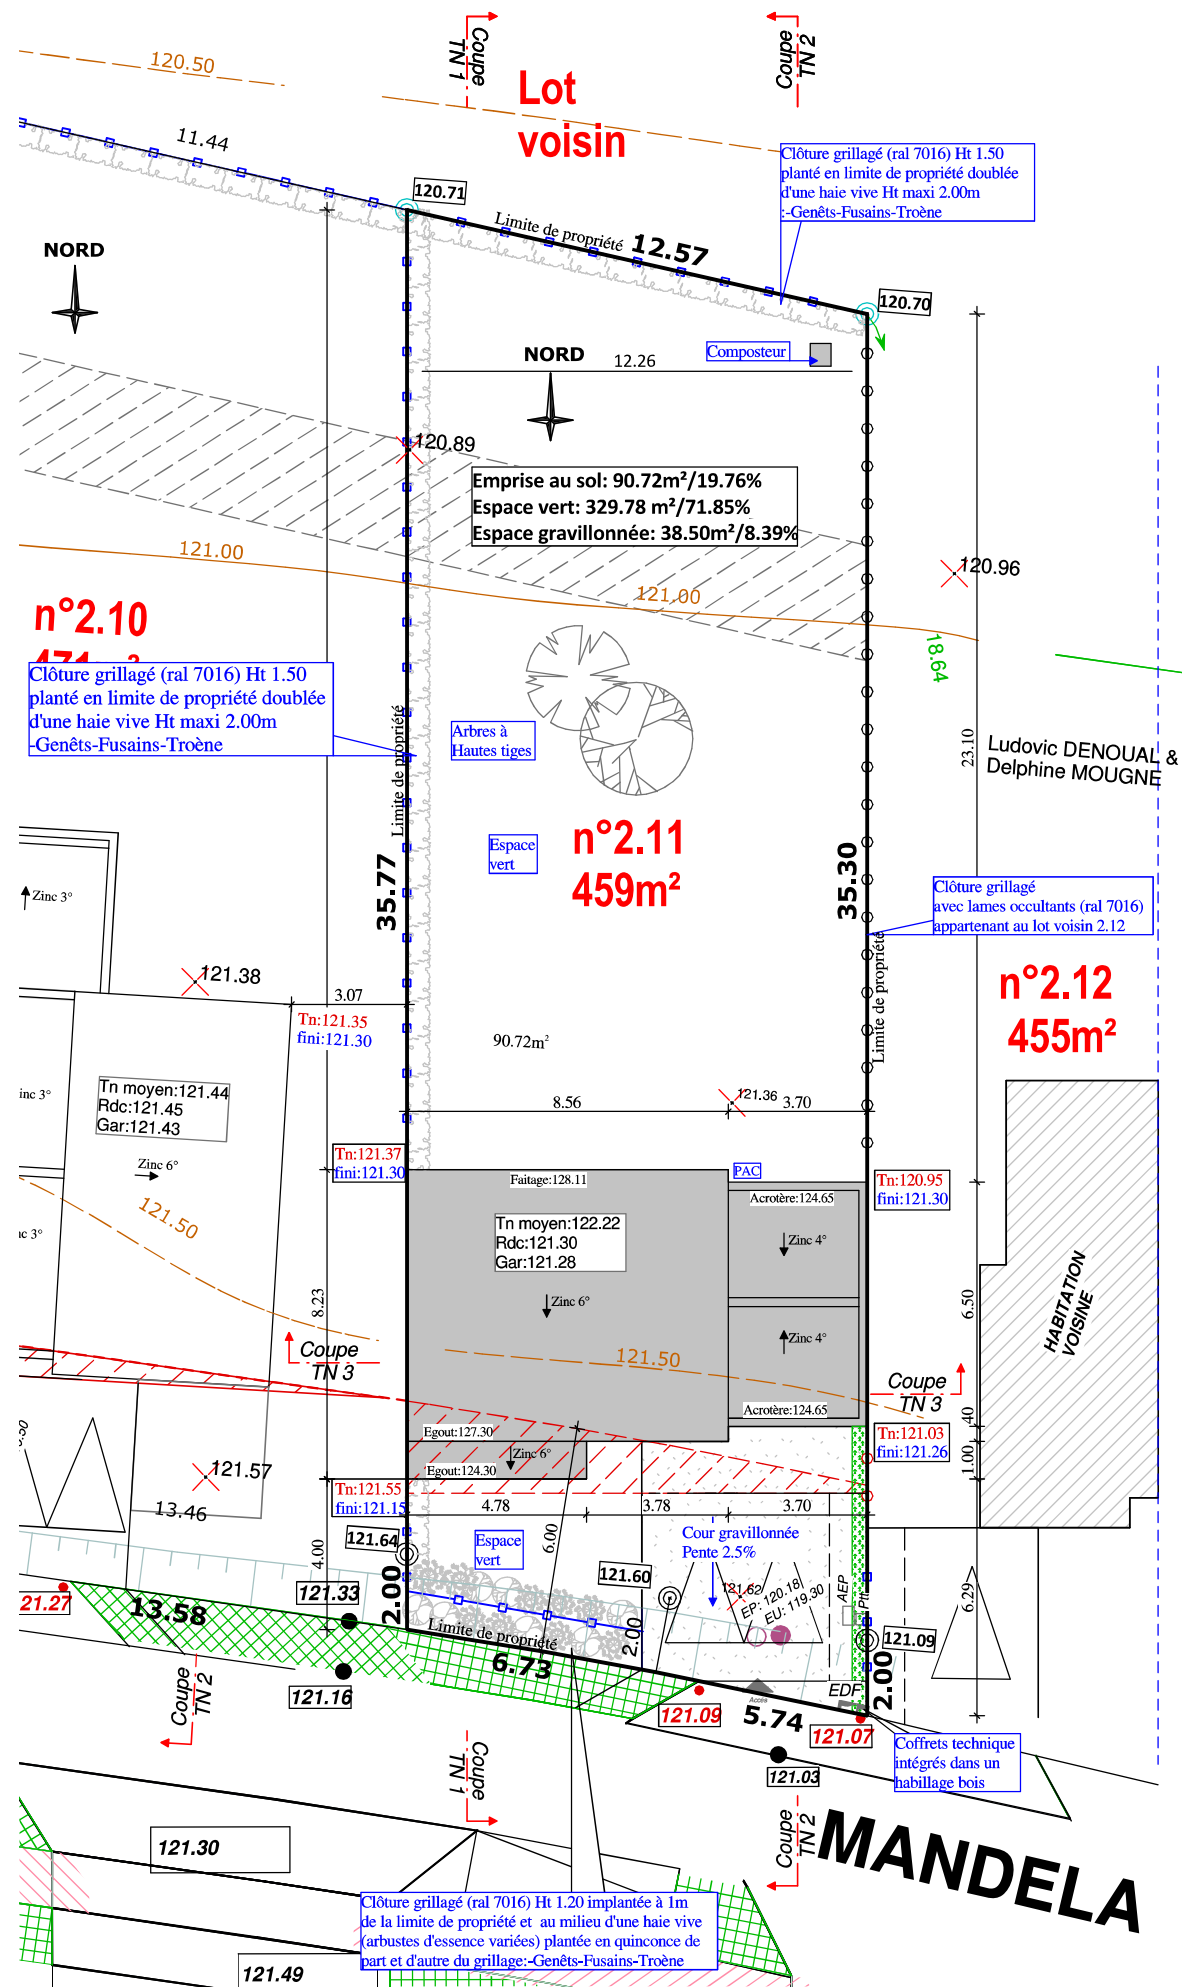 Coupe
TN 1
Coupe
TN 2
120.50
Lot
voisin
11.44
120.71
Limite de propriété
12.57
Clôture grillagé (ral 7016) Ht 1.50
planté en limite de propriété doublée
d'une haie vive Ht maxi 2.00m
:-Genêts-Fusains-Troène
NORD
120.70
NORD
Composteur
12.26
120.89
Emprise au sol: 90.72m²/19.76%
Espace vert: 329.78 m²/71.85%
Espace gravillonnée: 38.50m²/8.39%
121.00
121.00
120.96
n°2.10
Clôture grillagé (ral 7016) Ht 1.50
planté en limite de propriété doublée
d'une haie vive Ht maxi 2.00m
-Genêts-Fusains-Troène
18.64
Limite de propriété
Arbres à
Hautes tiges
23.10
Ludovic DENOUAL &
Delphine MOUGNE
n°2.11
459m²
Espace
vert
35.77
35.30
Zinc 3°
Clôture grillagé
avec lames occultants (ral 7016)
appartenant au lot voisin 2.12
Limite de propriété
121.38
3.07
Tn:121.35
fini:121.30
n°2.12
455m²
90.72m²
inc 3°
Tn moyen:121.44
Rdc:121.45
Gar:121.43
Zinc 6°
8.56
121.36
3.70
Tn:121.37
fini:121.30
Faitage:128.11
PAC
Tn:120.95
fini:121.30
Acrotère:124.65
121.50
Tn moyen:122.22
Rdc:121.30
Gar:121.28
Zinc 4°
Zinc 6°
8.23
6.50
HABITATION
VOISINE
Zinc 4°
Coupe
TN 3
121.50
Coupe
TN 3
Acrotère:124.65
40
Egout:127.30
Tn:121.03
fini:121.26
Zinc 6°
1.00
Egout:124.30
121.57
Tn:121.55
fini:121.15
4.78
3.78
3.70
13.46
121.64
4.00
Espace
vert
6.00
Cour gravillonnée
Pente 2.5%
121.60
121.62
EP: 120.18
EU: 119.30
AEP
Ptt
6.29
21.27
121.33
2.00
13.58
Limite de propriété
2.00
121.09
6.73
121.16
2.00
EDF
Accès
121.09
5.74
121.07
Coupe
TN 2
Coffrets technique
intégrés dans un
habillage bois
121.03
Coupe
TN 1
Coupe
TN 2
MANDELA
121.30
Clôture grillagé (ral 7016) Ht 1.20 implantée à 1m
de la limite de propriété et au milieu d'une haie vive
(arbustes d'essence variées) plantée en quinconce de
part et d'autre du grillage:-Genêts-Fusains-Troène
121.49